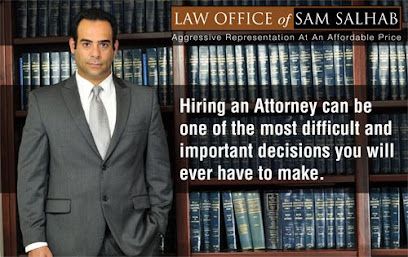 LAW OFFICE of SAM SALHAB
Aggressive Representation At An Affordable Price
Hiring an Attorney can be
one of the most difficult and
important decisions you will
ever have to make.